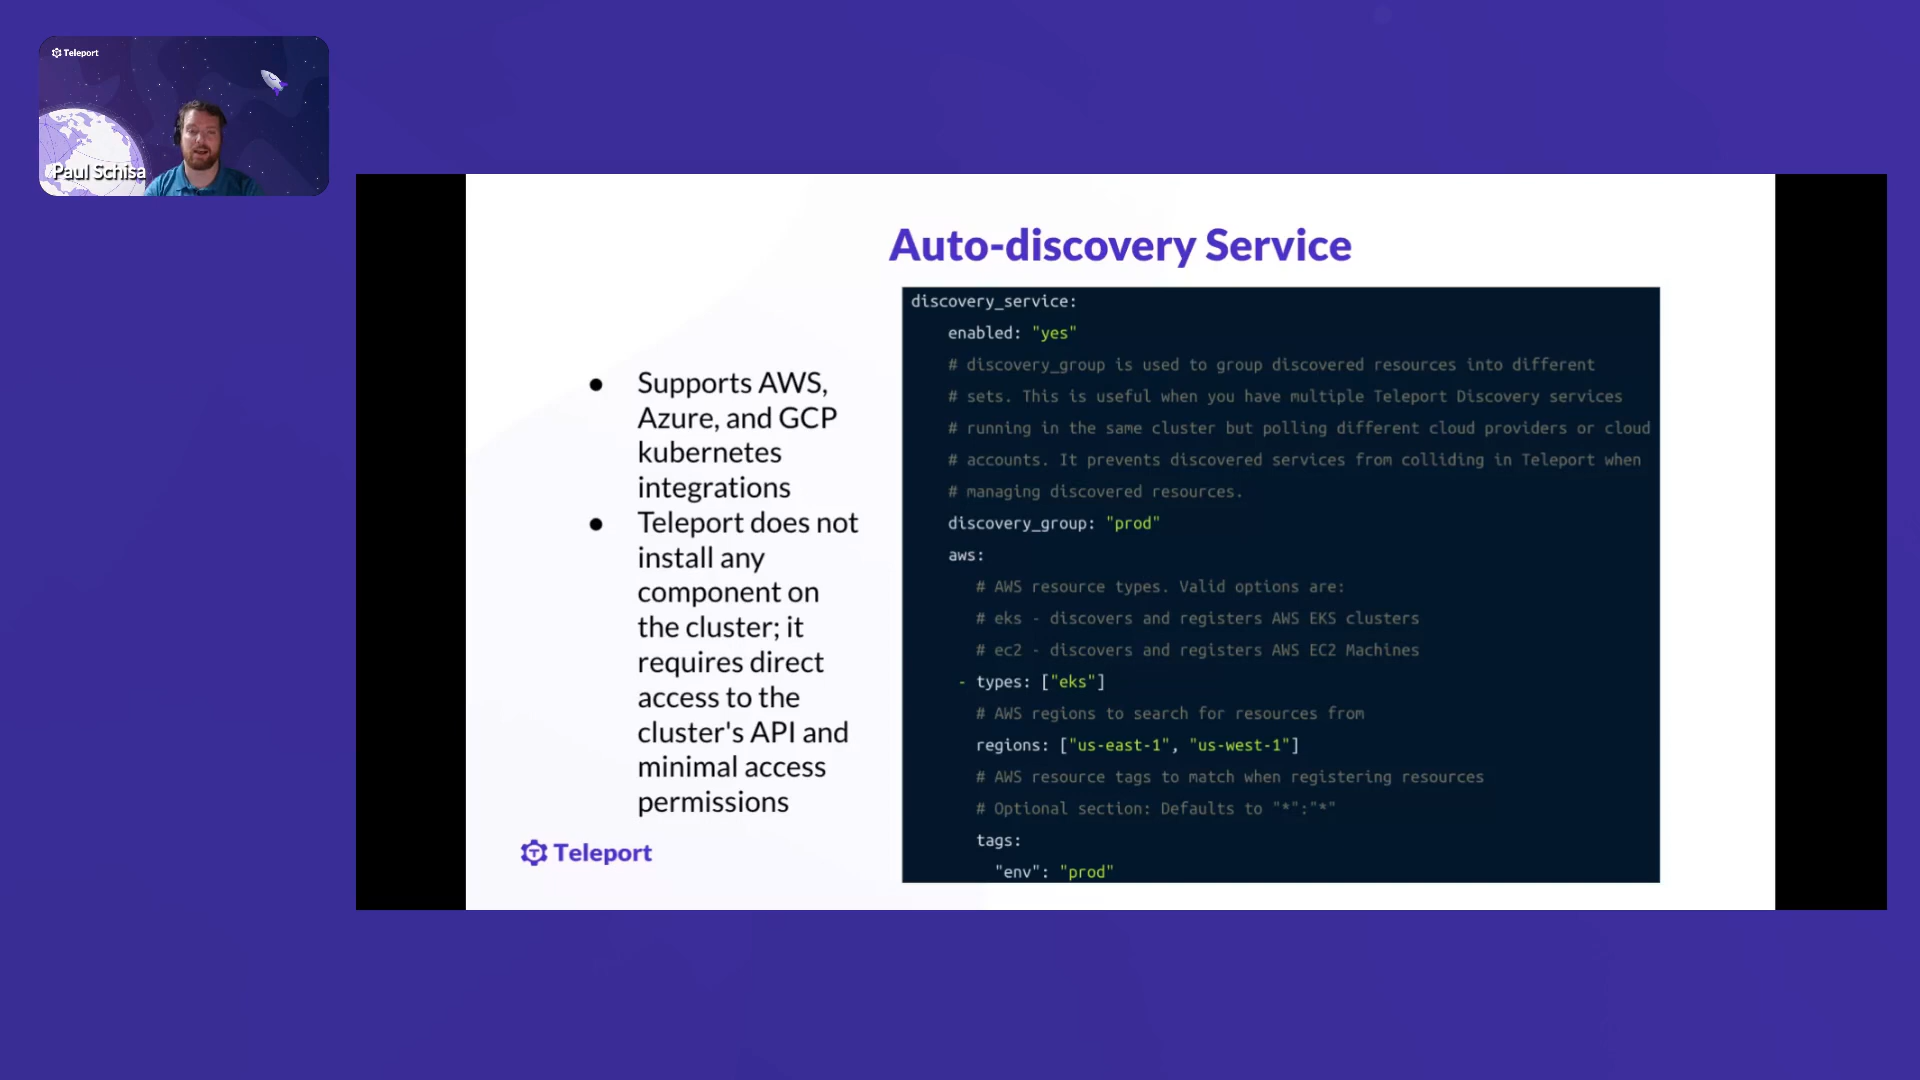 Teleport
Paul Schisa
Auto-discovery Service
● Supports AWS,
Azure, and GCP
kubernetes
integrations
● Teleport does not
install any
component on
the cluster; it
requires direct
access to the
cluster's API and
minimal access
permissions
Teleport
discovery_service:
enabled: "yes"
# discovery_group is used to group discovered resources into different
# sets. This is useful when you have multiple Teleport Discovery services
# running in the same cluster but polling different cloud providers or cloud
# accounts. It prevents discovered services from colliding in Teleport when
# managing discovered resources.
discovery_group: "prod"
aws:
# AWS resource types. Valid options are:
# eks - discovers and registers AWS EKS clusters
# ec2 - discovers and registers AWS EC2 Machines
- types: ["eks"]
# AWS regions to search for resources from
regions: ["us-east-1", "us-west-1"]
# AWS resource tags to match when registering resources
# Optional section: Defaults to "*":"*"
tags:
"env": "prod"